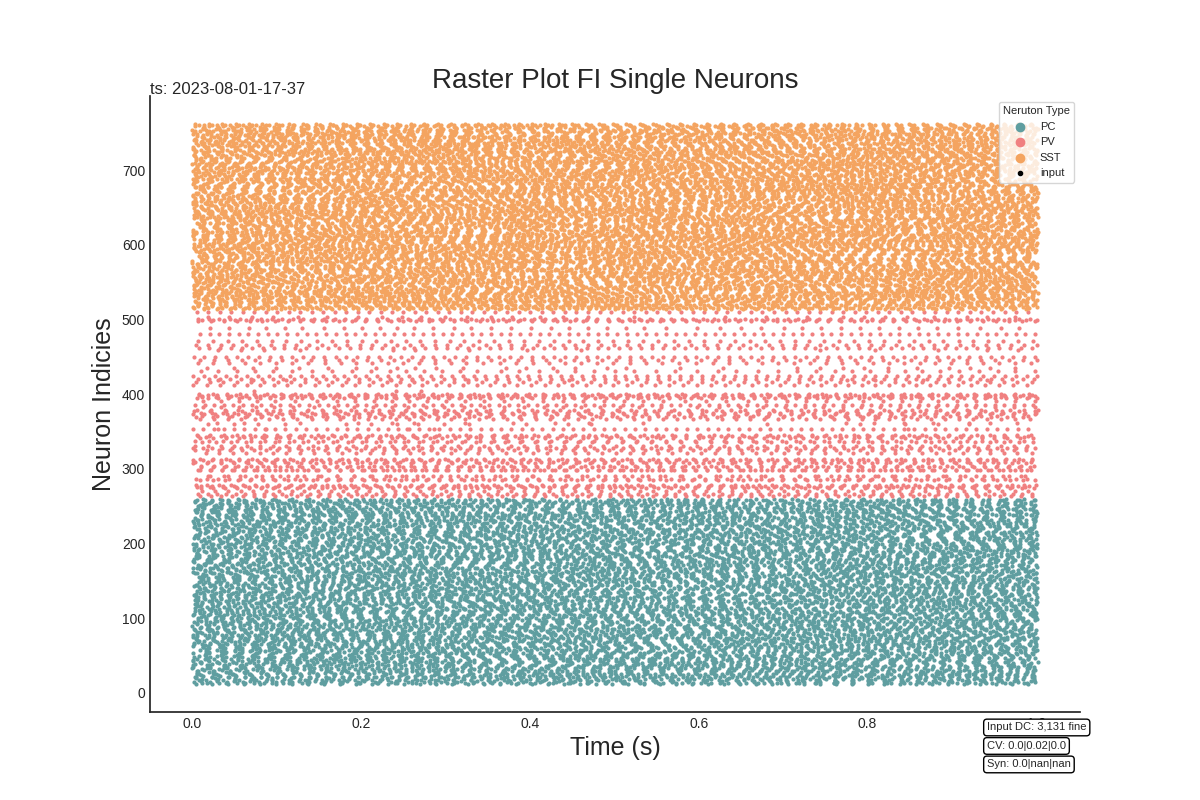 Raster Plot FI Single Neurons
ts: 2023-08-01-17-37
Neruton Type
PC
PV
SST
input
Neuron Indicies
700
600
500
400
300
200
100
0
0.0 0.2 0.4 0.6 0.8
Time (s)
Input DC: 3,131 fine
CV: 0.0|0.02|0.0
Syn: 0.0|nan|nan